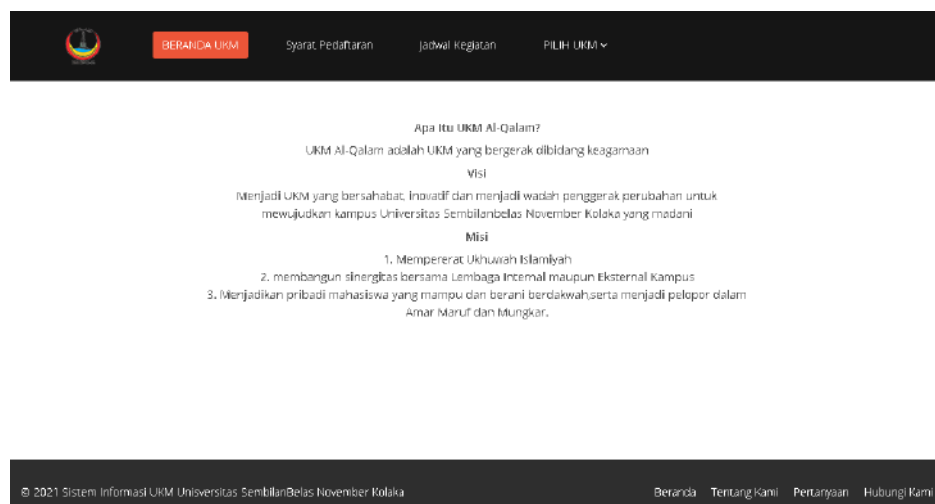 BERANDA UKM Syarat Pedaftaran Jadwal Kegiatan PILIH UKM
Apa Itu UKM Al-Qalam?
UKM Al-Qalam adalah UKM yang bergerak dibidang keagamaan
Visi
Menjadi UKM yang bersahabat, inovatif dan menjadi wadah penggerak perubahan untuk
mewujudkan kampus Universitas Sembilanbelas November Kolaka yang madani
Misi
1. Mempererat Ukhuwah Islamiyah
2. membangun sinergitas bersama Lembaga Internal maupun Eksternal Kampus
3. Menjadikan pribadi mahasiswa yang mampu dan berani berdakwah,serta menjadi pelopor dalam
Amar Maruf dan Mungkar.
© 2021 Sistem Informasi UKM Unisversitas SembilanBelas November Kolaka Beranda Tentang Kami Pertanyaan Hubungi Kami